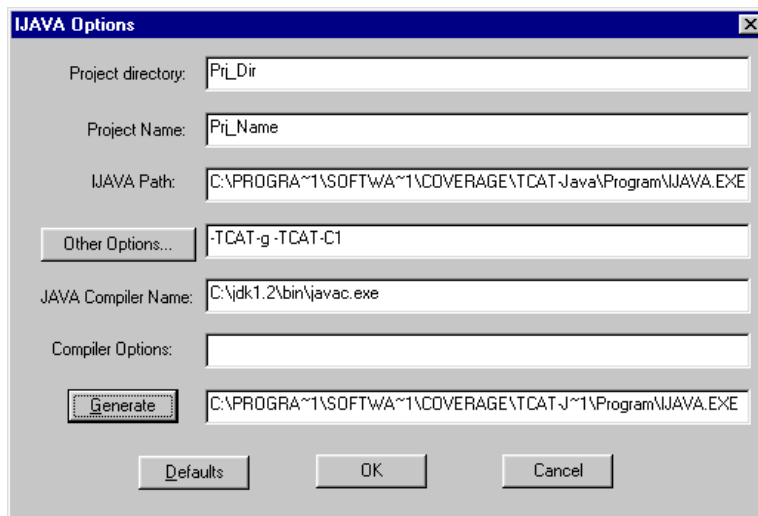 IJAVA Options
Project directory: Prj_Dir
Project Name: Prj_Name
IJAVA Path: C:\PROGRA~1\SOFTWA~1\COVERAGE\TCAT-Java\Program\IJAVA.EXE
Other Options... -TCAT-g -TCAT-C1
JAVA Compiler Name: C:\jdk1.2\bin\javac.exe
Compiler Options:
Generate C:\PROGRA~1\SOFTWA~1\COVERAGE\TCAT-J~1\Program\IJAVA.EXE
Defaults OK Cancel